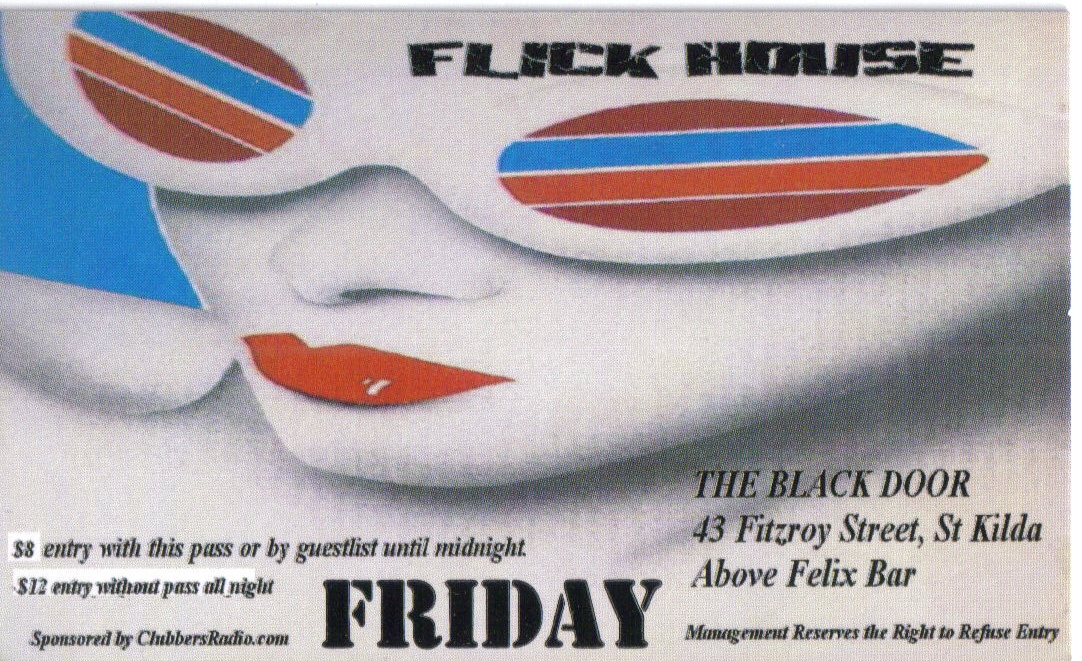 FLICK HOUSE
THE BLACK DOOR
43 Fitzroy Street, St Kilda
Above Felix Bar
$8 entry with this pass or by guestlist until midnight.
$12 entry without pass all night
FRIDAY
Sponsored by ClubbersRadio.com
Management Reserves the Right to Refuse Entry